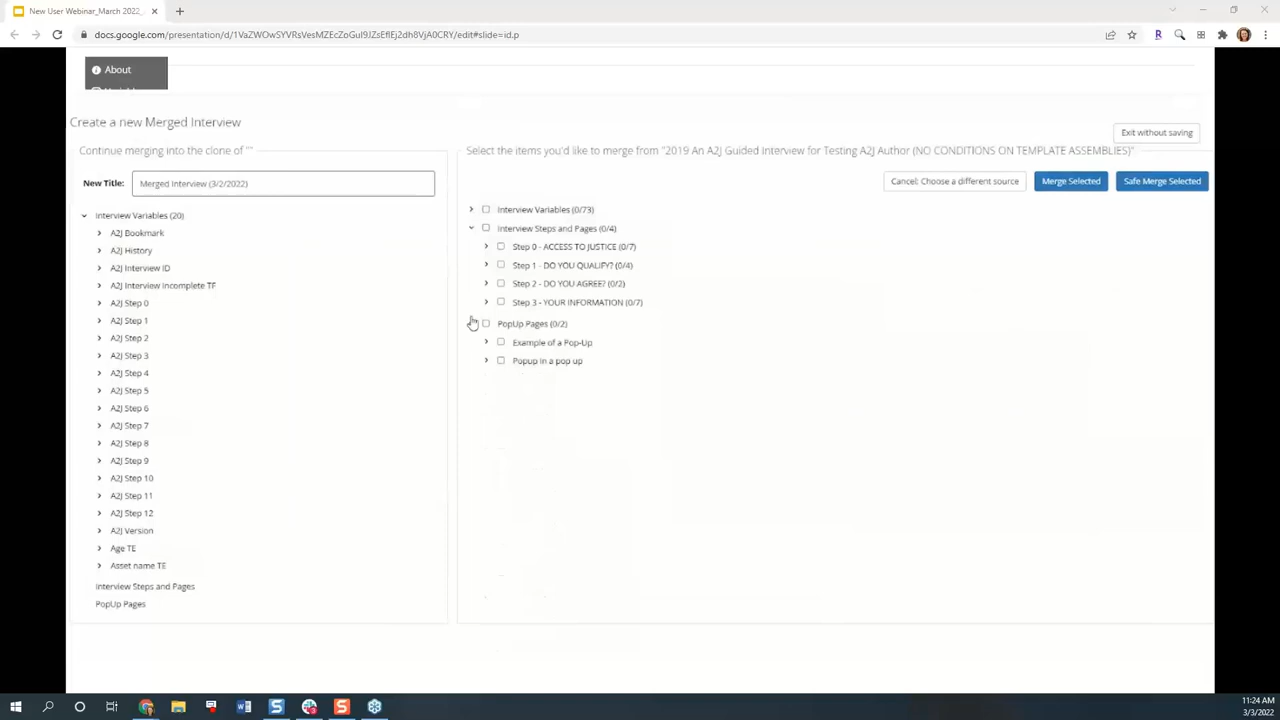 New User Webinar_March 2022_
docs.google.com/presentation/d/1VaZWOwSYVRsVesMZEcZoGuI9JZsEflEj2dh8VjA0CRY/edit#slide=id.p
About
Create a new Merged Interview
Exit without saving
Continue merging into the clone of ""
Select the items you'd like to merge from "2019 An A2J Guided Interview for Testing A2J Author (NO CONDITIONS ON TEMPLATE ASSEMBLIES)"
New Title: Merged Interview (3/2/2022)
Cancel: Choose a different source Merge Selected Safe Merge Selected
Interview Variables (20)
A2J Bookmark
A2J History
A2J Interview ID
A2J Interview Incomplete TF
A2J Step 0
A2J Step 1
A2J Step 2
A2J Step 3
A2J Step 4
A2J Step 5
A2J Step 6
A2J Step 7
A2J Step 8
A2J Step 9
A2J Step 10
A2J Step 11
A2J Step 12
A2J Version
Age TE
Asset name TE
Interview Steps and Pages
PopUp Pages
Interview Variables (0/73)
Interview Steps and Pages (0/4)
Step 0 - ACCESS TO JUSTICE (0/7)
Step 1 - DO YOU QUALIFY? (0/4)
Step 2 - DO YOU AGREE? (0/2)
Step 3 - YOUR INFORMATION (0/7)
PopUp Pages (0/2)
Example of a Pop-Up
Popup in a pop up
11:24 AM
3/3/2022